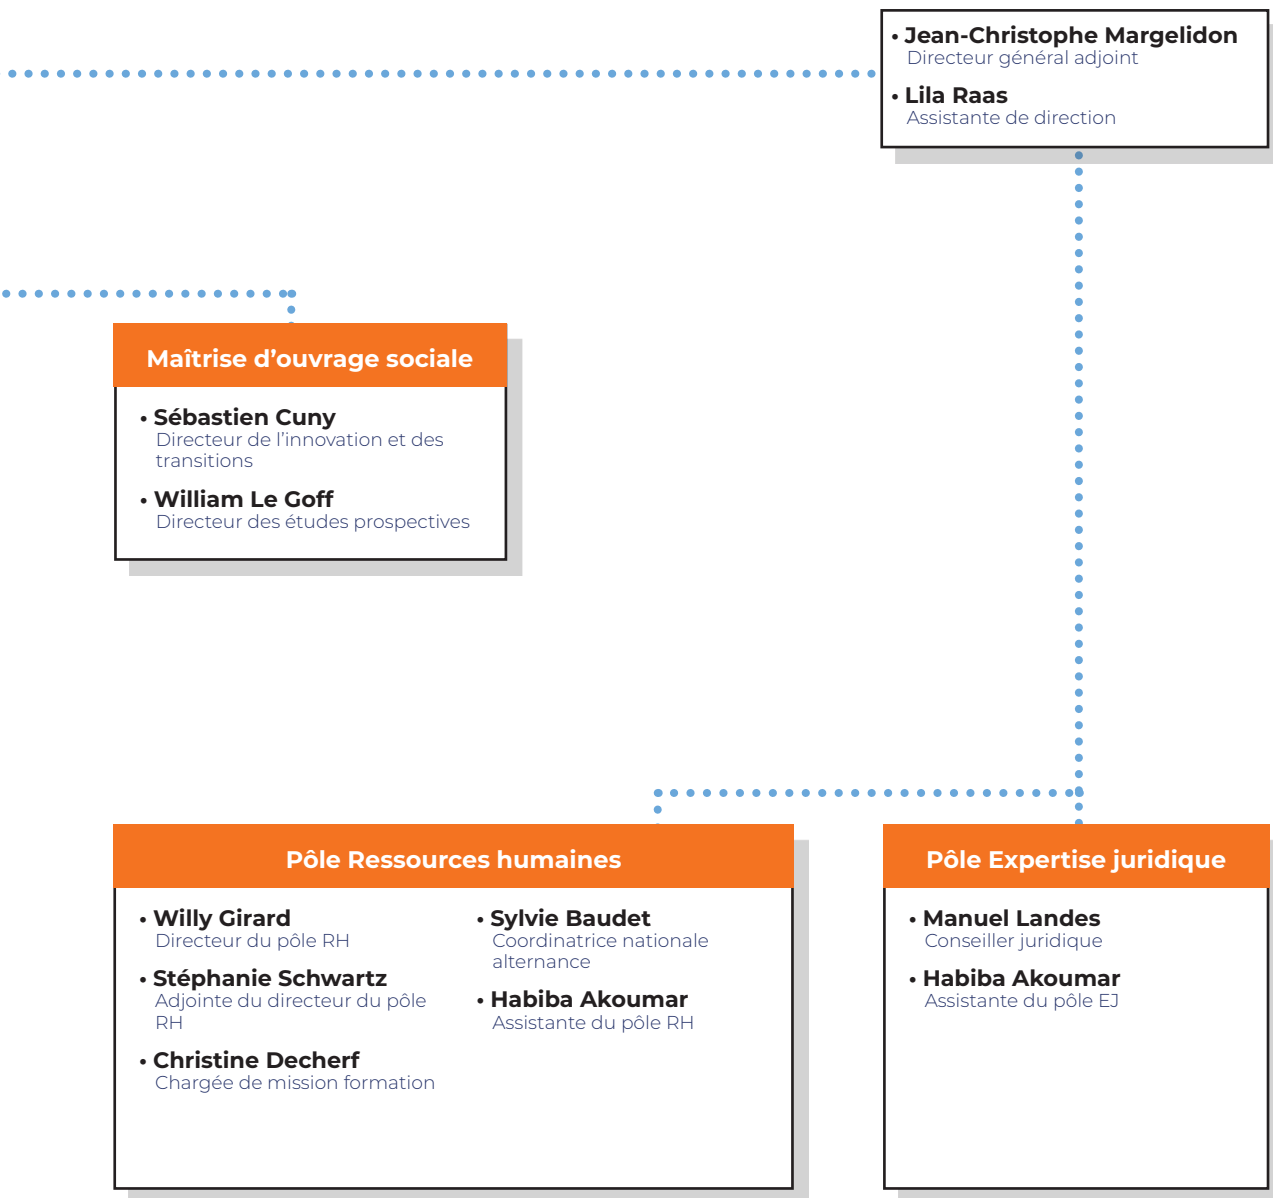 • Jean-Christophe Margelidon
Directeur général adjoint
• Lila Raas
Assistante de direction
Maîtrise d’ouvrage sociale
• Sébastien Cuny
Directeur de l’innovation et des
transitions
• William Le Goff
Directeur des études prospectives
Pôle Ressources humaines
• Willy Girard
Directeur du pôle RH
• Stéphanie Schwartz
Adjointe du directeur du pôle
RH
• Christine Decherf
Chargée de mission formation
• Sylvie Baudet
Coordinatrice nationale
alternance
• Habiba Akoumar
Assistante du pôle RH
Pôle Expertise juridique
• Manuel Landes
Conseiller juridique
• Habiba Akoumar
Assistante du pôle EJ